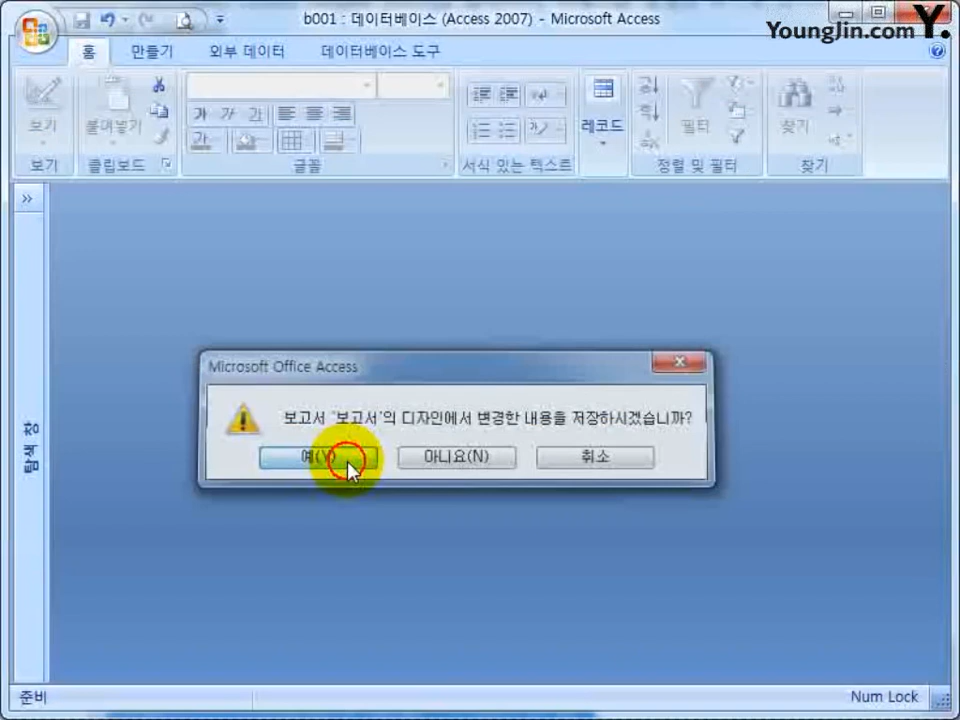 b001 : 데이터베이스 (Access 2007) - Microsoft Access
YoungJin.com Y.
홈 만들기 외부 데이터 데이터베이스 도구
보기 붙여넣기 가 가 가 레코드 필터 찾기
보기 클립보드 글꼴 서식 있는 텍스트 정렬 및 필터 찾기
탐색 창
Microsoft Office Access
보고서 '보고서'의 디자인에서 변경한 내용을 저장하시겠습니까?
예(Y) 아니요(N) 취소
준비 Num Lock